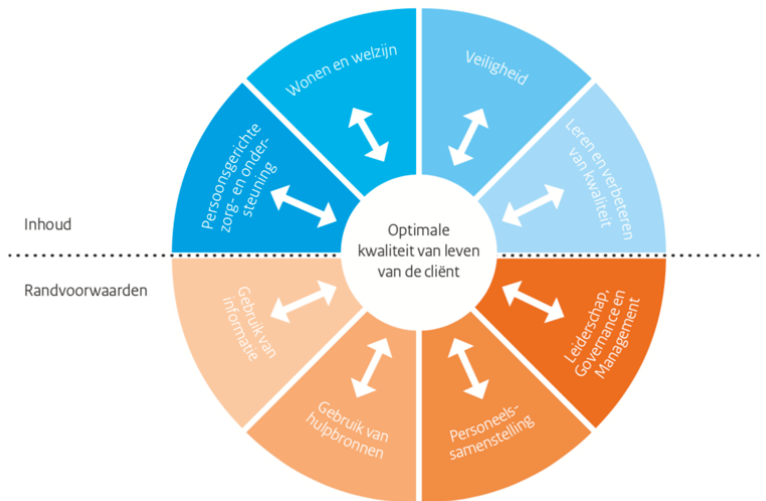 Wonen en welzijn
Veiligheid
Persoonsgerichte
zorg- en onder-
steuning
Leren en verbeteren
van kwaliteit
Inhoud
Optimale
kwaliteit van leven
van de cliënt
Randvoorwaarden
Gebruik van
informatie
Leiderschap,
Governance en
Management
Gebruik van
hulpbronnen
Personeels-
samenstelling